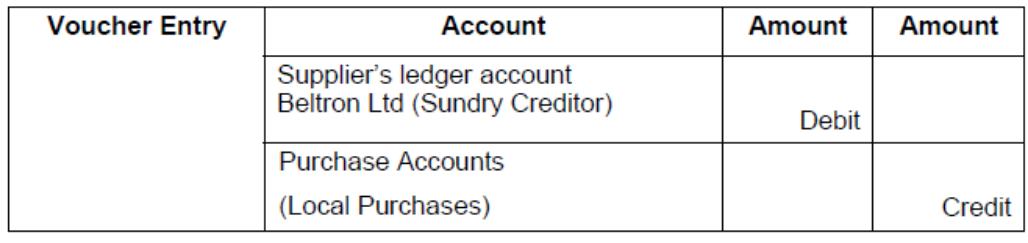 Voucher Entry Account Amount Amount
Supplier's ledger account
Beltron Ltd (Sundry Creditor)
Debit
Purchase Accounts
(Local Purchases)
Credit